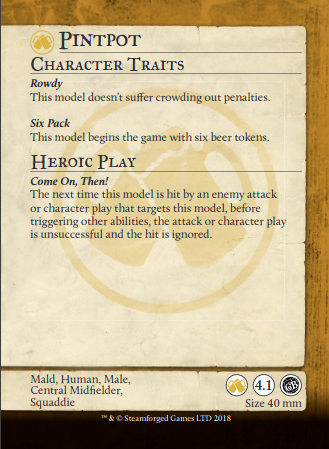 Pintpot
Character Traits
Rowdy
This model doesn't suffer crowding out penalties.
Six Pack
This model begins the game with six beer tokens.
Heroic Play
Come On, Then!
The next time this model is hit by an enemy attack
or character play that targets this model, before
triggering other abilities, the attack or character play
is unsuccessful and the hit is ignored.
Mald, Human, Male,
Central Midfielder,
Squaddie
4.1
GB
Size 40 mm
™ & © Steamforged Games LTD 2018